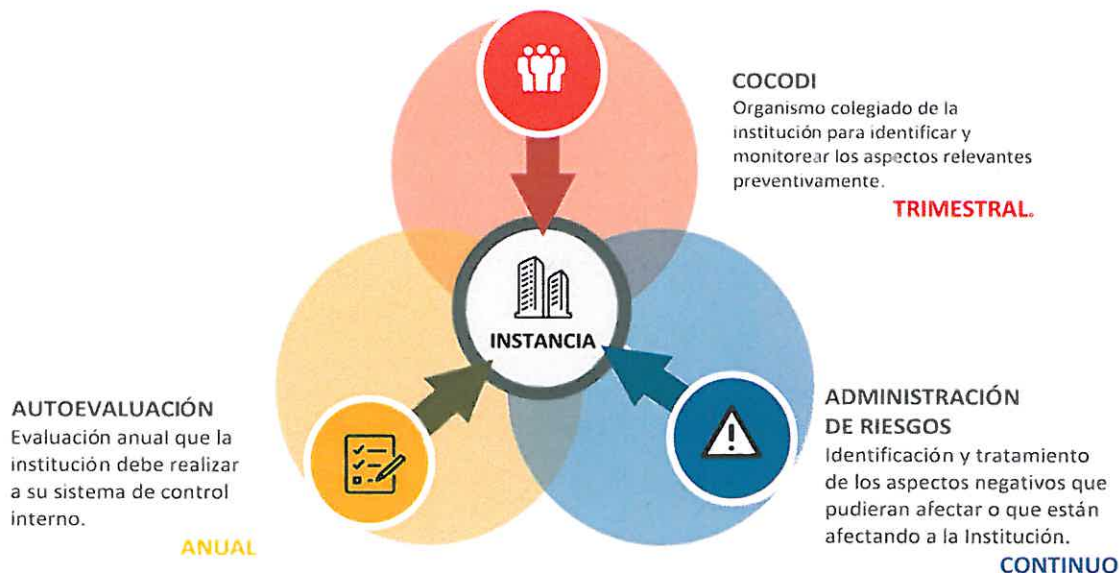 COCODI
Organismo colegiado de la
institución para identificar y
monitorear los aspectos relevantes
preventivamente.
TRIMESTRAL.
INSTANCIA
AUTOEVALUACIÓN
Evaluación anual que la
institución debe realizar
a su sistema de control
interno.
ANUAL
ADMINISTRACIÓN
DE RIESGOS
Identificación y tratamiento
de los aspectos negativos que
pudieran afectar o que están
afectando a la Institución.
CONTINUO